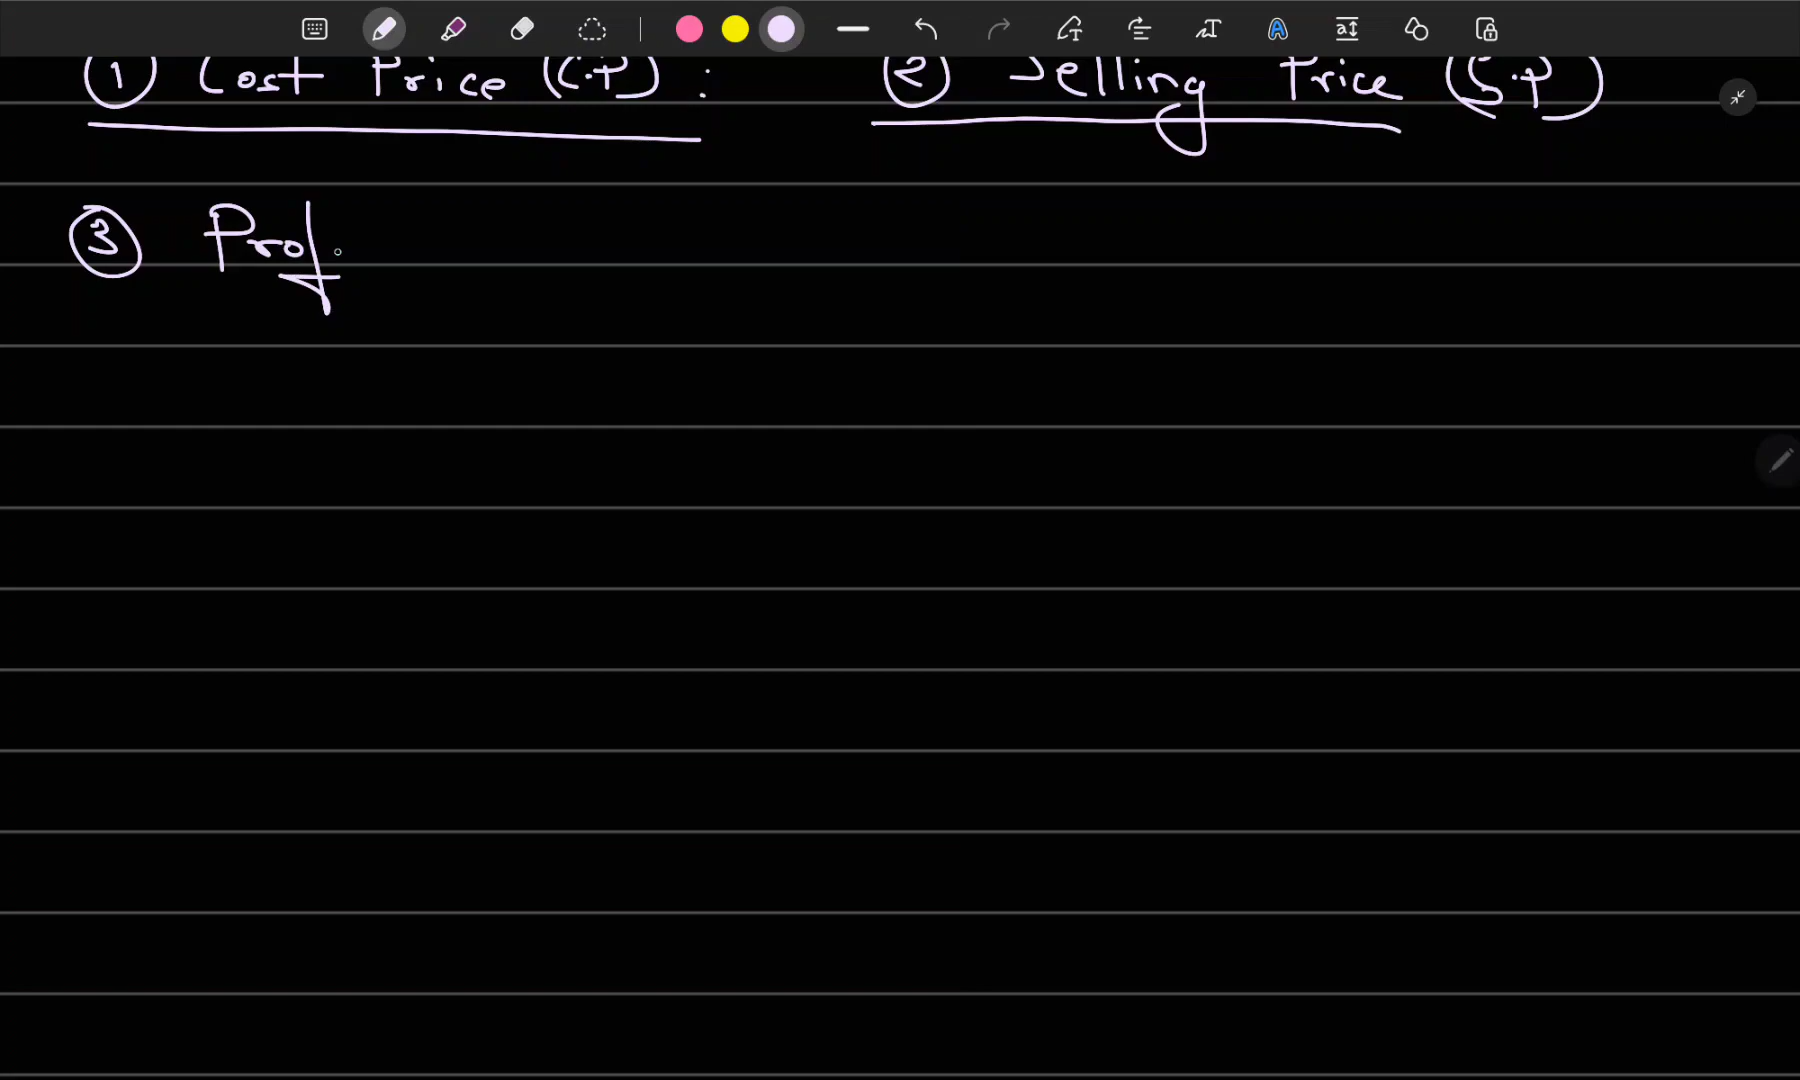 ① Cost Price (C.P) : ② Selling Price (S.P)
③ Prof